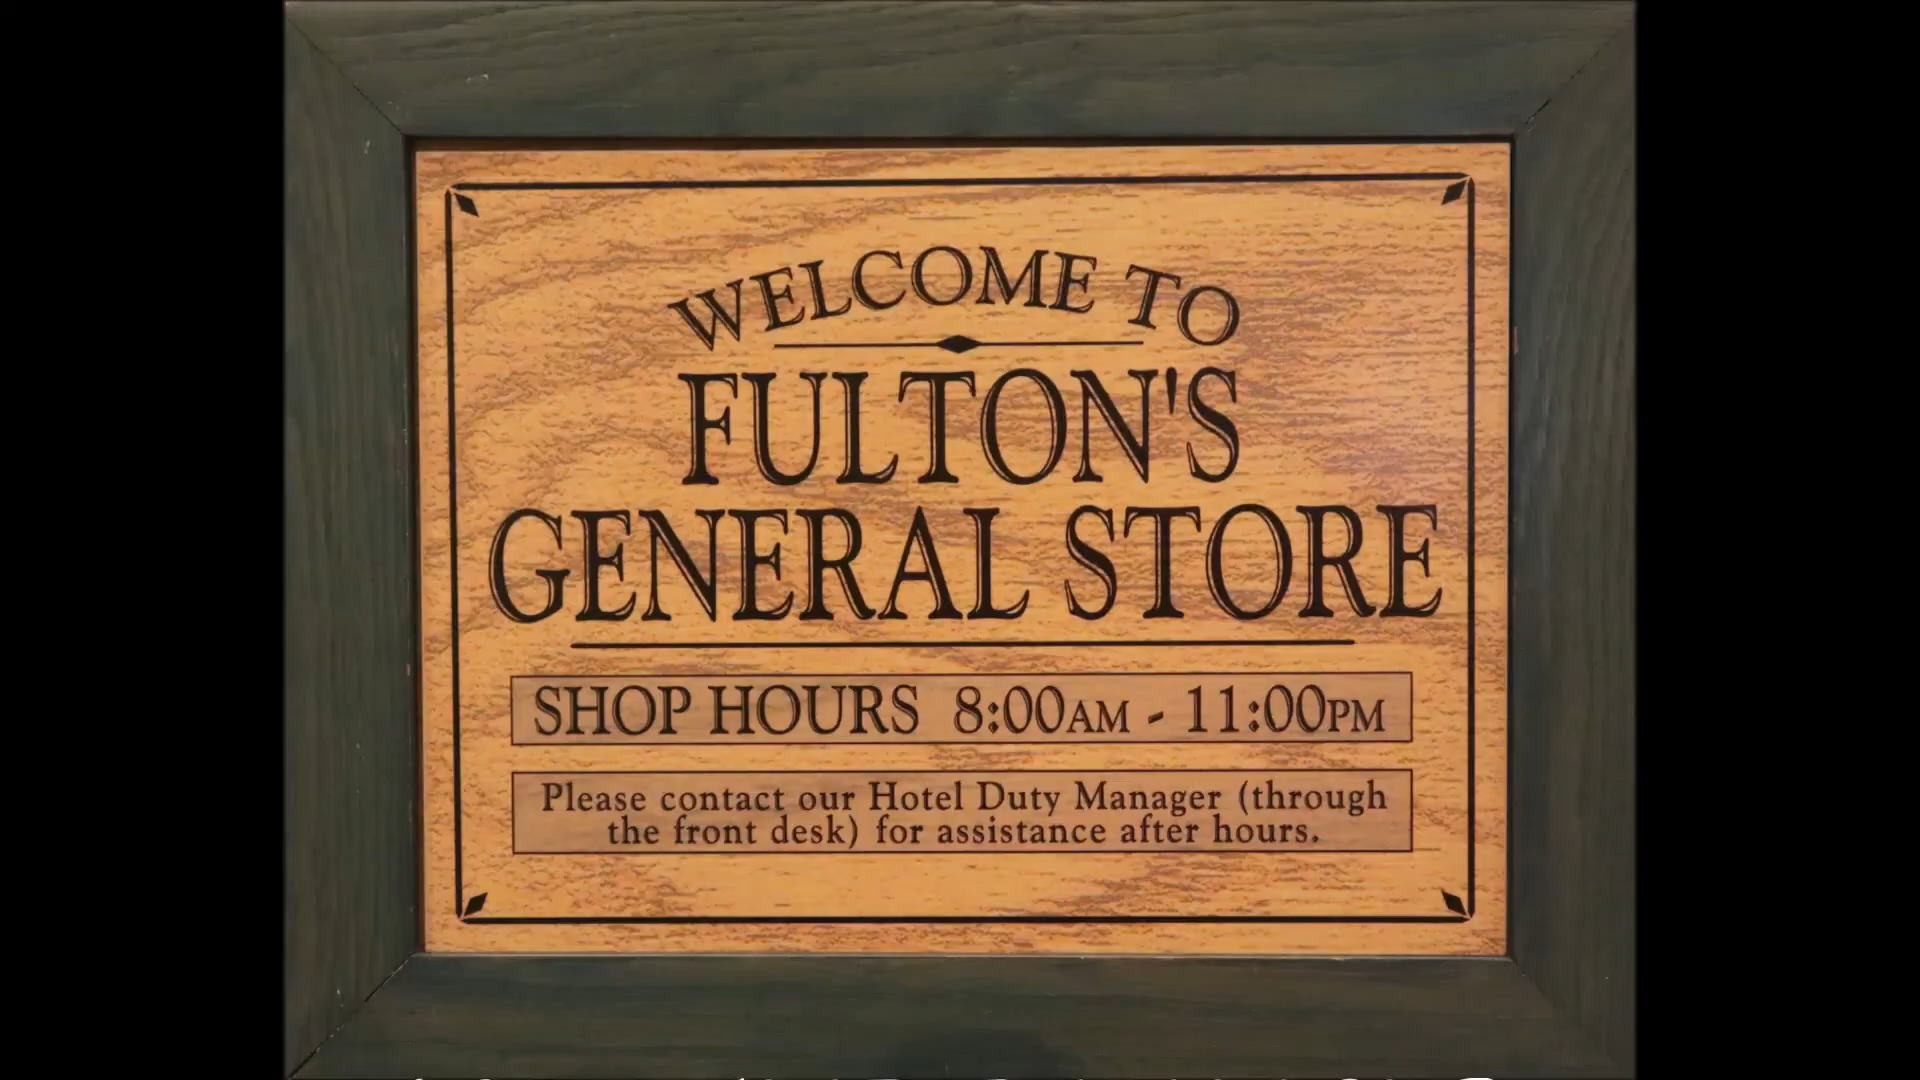 WELCOME TO
FULTON'S
GENERAL STORE
SHOP HOURS 8:00AM - 11:00PM
Please contact our Hotel Duty Manager (through
the front desk) for assistance after hours.